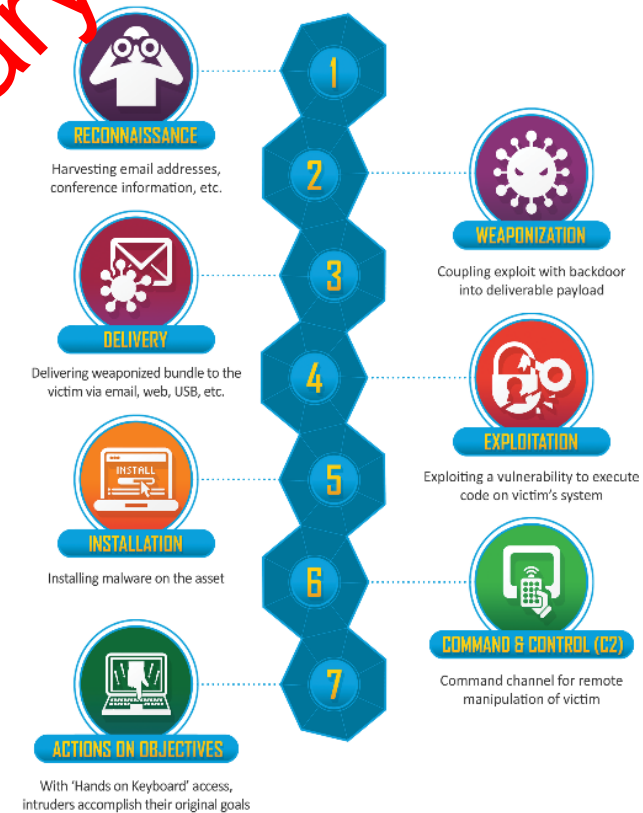 1
RECONNAISSANCE
Harvesting email addresses,
conference information, etc.
2
WEAPONIZATION
Coupling exploit with backdoor
into deliverable payload
3
DELIVERY
Delivering weaponized bundle to the
victim via email, web, USB, etc.
4
EXPLOITATION
Exploiting a vulnerability to execute
code on victim's system
5
INSTALL
INSTALLATION
Installing malware on the asset
6
COMMAND & CONTROL (C2)
Command channel for remote
manipulation of victim
7
ACTIONS ON OBJECTIVES
With 'Hands on Keyboard' access,
intruders accomplish their original goals